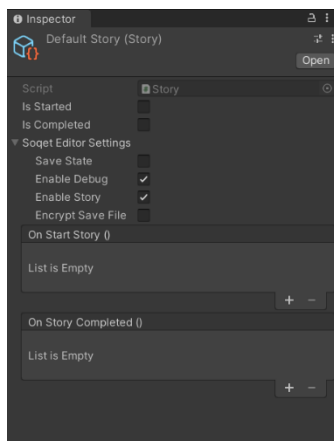 Inspector
Default Story (Story)
Open
Script Story
Is Started
Is Completed
Soqet Editor Settings
Save State
Enable Debug
Enable Story
Encrypt Save File
On Start Story ()
List is Empty
+ −
On Story Completed ()
List is Empty
+ −